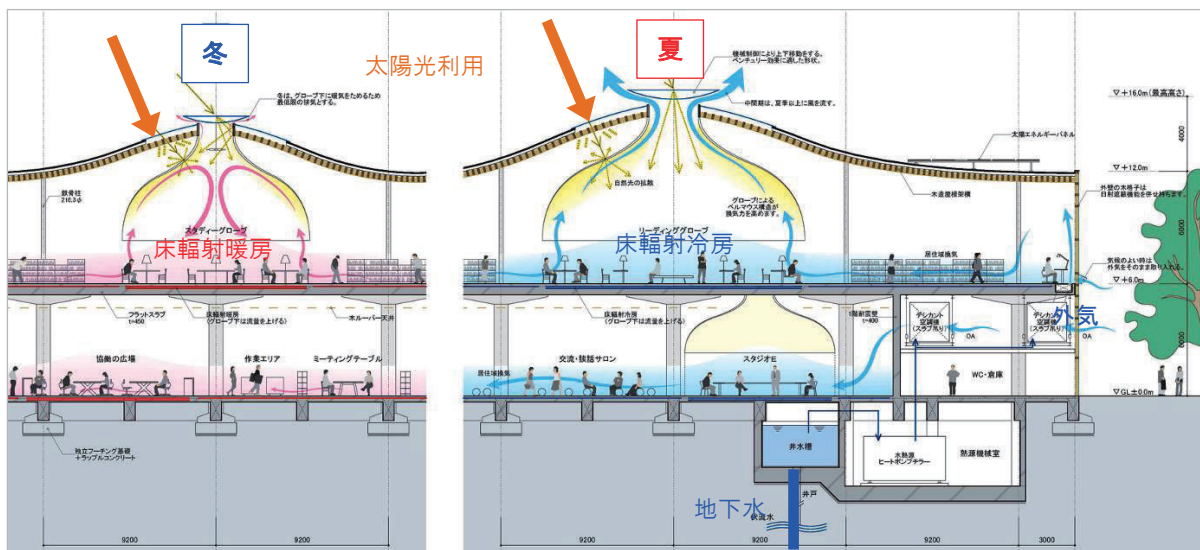 冬
太陽光利用
冬は、グローブ下に暖気をためるため
最低限の排気とする。
鉄骨柱
216.3φ
スタディーグローブ
床輻射暖房
フラットスラブ
t=450
床輻射暖房
(グローブ下は流量を上げる)
木ルーバー天井
協働の広場
作業エリア
ミーティングテーブル
独立フーチング基礎
+ラップルコンクリート
9200
9200
夏
機械制御により上下移動をする。
ベンチュリー効果に適した形状。
中間期は、夏季以上に風を流す。
▽+16.0m(最高高さ)
4000
太陽エネルギーパネル
▽+12.0m
自然光の拡散
木造屋根架構
外壁の木格子は
日射遮蔽機能を併せ持ちます。
グローブによる
ベルマウス構造が
換気力を高めます。
6000
リーディンググローブ
床輻射冷房
居住域換気
気候のよい時は
外気をそのまま取り入れる。
▽+6.0m
床輻射冷房
(グローブ下は流量を上げる)
1階耐震壁
t=400
デシカント
空調機
(スラブ吊り)
デシカント
空調機
(スラブ吊り)
外気
OA
OA
6000
居住域換気
交流・談話サロン
スタジオE
WC・倉庫
▽GL±0.0m
井水槽
水熱源
ヒートポンプチラー
熱源機械室
井戸
地下水
伏流水
9200
9200
9200
3000